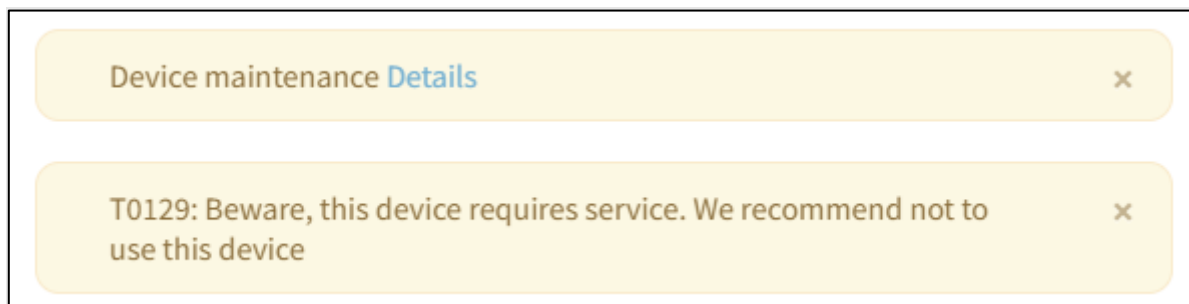 Device maintenance Details
T0129: Beware, this device requires service. We recommend not to
use this device